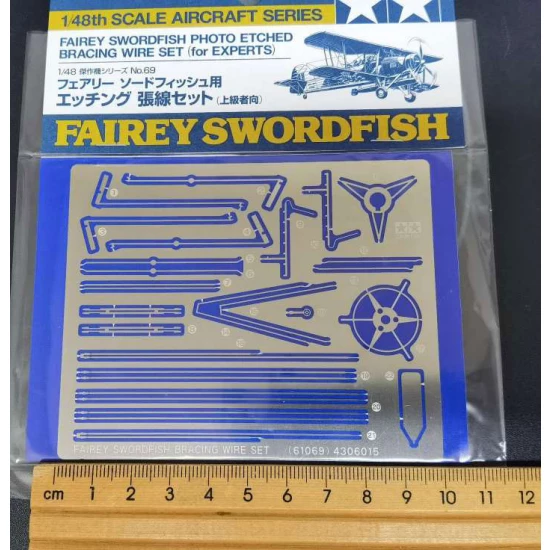 1/48th SCALE AIRCRAFT SERIES
FAIREY SWORDFISH PHOTO ETCHED
BRACING WIRE SET (for EXPERTS)
1/48 傑作機シリーズ No.69
フェアリー ソードフィッシュ用
エッチング 張線セット (上級者向)
FAIREY SWORDFISH
FAIREY SWORDFISH BRACING WIRE SET (61069) 4306015
cm 1 2 3 4 5 6 7 8 9 10 11 12